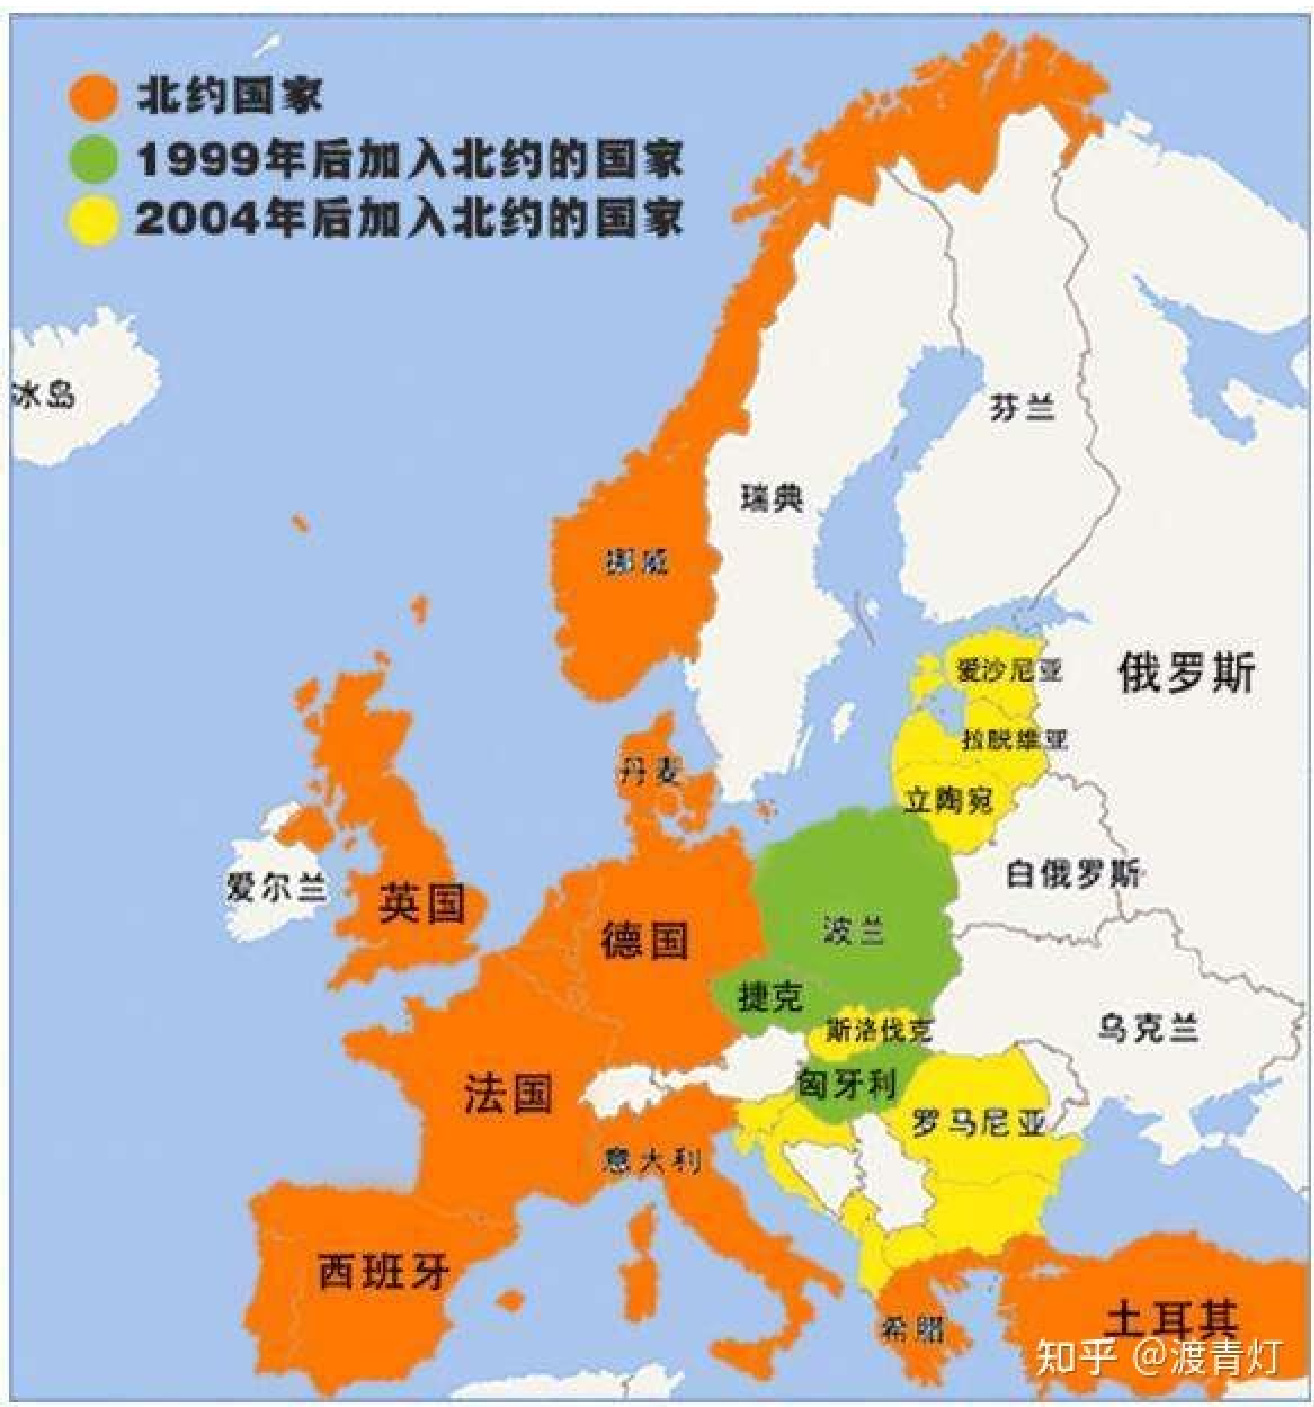 北约国家
1999年后加入北约的国家
2004年后加入北约的国家
冰岛
芬兰
瑞典
挪威
爱沙尼亚
俄罗斯
拉脱维亚
丹麦
立陶宛
白俄罗斯
爱尔兰
英国
德国
波兰
捷克
斯洛伐克
乌克兰
匈牙利
法国
罗马尼亚
意大利
西班牙
希腊
土耳其
知乎 @渡青灯